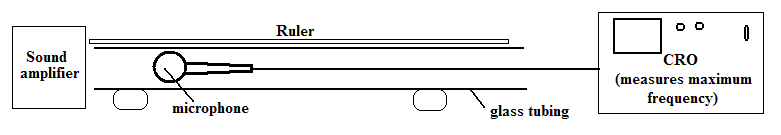 Ruler
Sound
amplifier
microphone
glass tubing
CRO
(measures maximum
frequency)